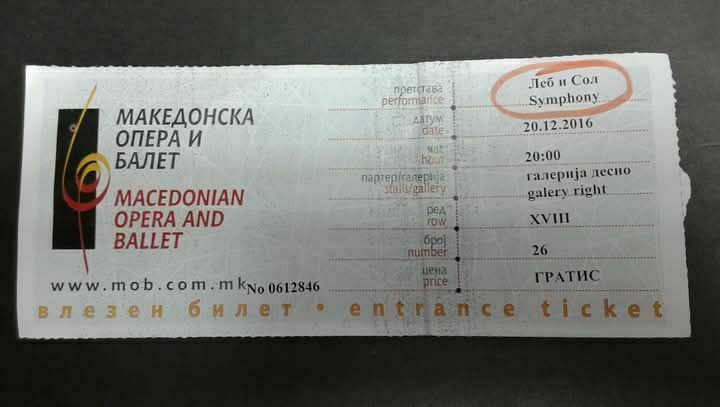 МАКЕДОНСКА
ОПЕРА И
БАЛЕТ
MACEDONIAN
OPERA AND
BALLET
www.mob.com.mk
No 0612846
претстава
performance
Леб и Сол
Symphony
датум
date
20.12.2016
час
hour
20:00
партер/галерија
stalls/gallery
галерија десно
galery right
ред
row
XVIII
број
number
26
цена
price
ГРАТИС
влезен билет • entrance ticket